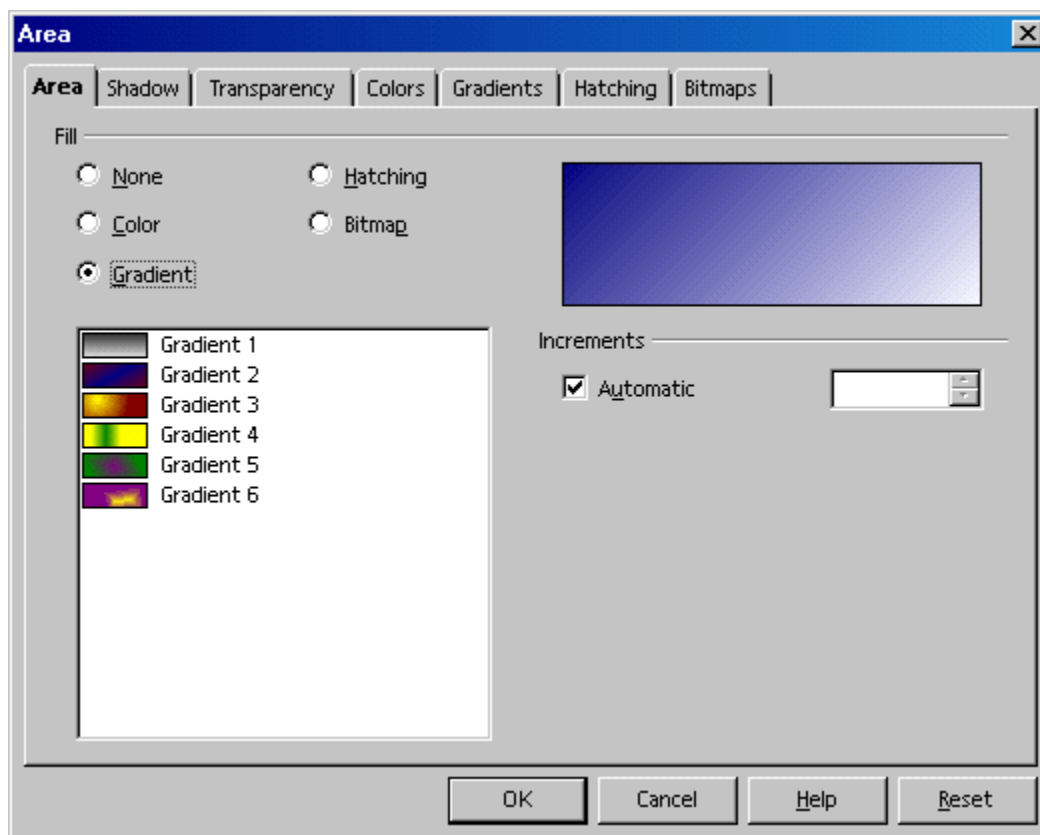 Area
Area Shadow Transparency Colors Gradients Hatching Bitmaps
Fill
None Hatching
Color Bitmap
Gradient
Gradient 1
Gradient 2
Gradient 3
Gradient 4
Gradient 5
Gradient 6
Increments
Automatic
OK Cancel Help Reset